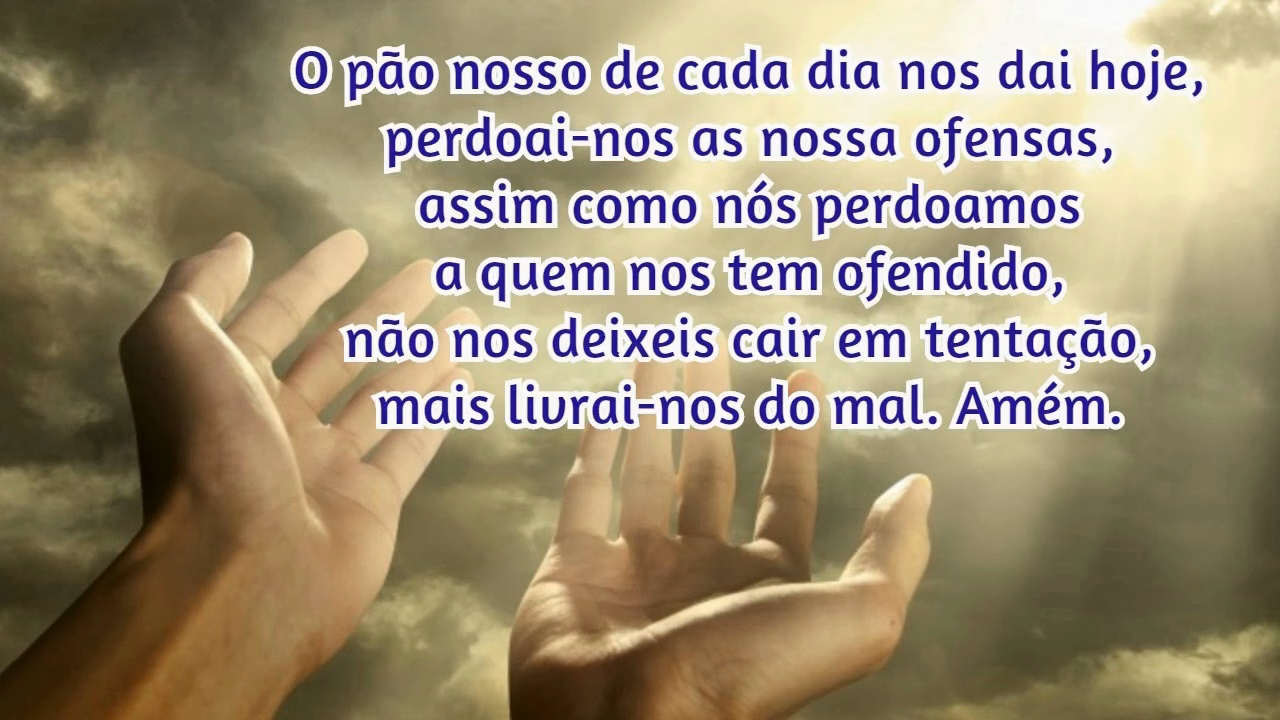 O pão nosso de cada dia nos dai hoje,
perdoai-nos as nossa ofensas,
assim como nós perdoamos
a quem nos tem ofendido,
não nos deixeis cair em tentação,
mais livrai-nos do mal. Amém.